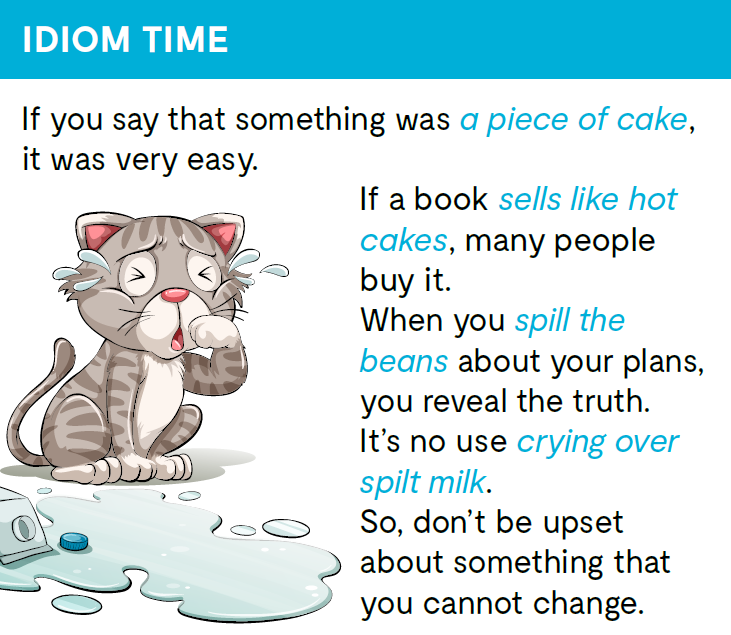 IDIOM TIME
If you say that something was a piece of cake,
it was very easy.
If a book sells like hot
cakes, many people
buy it.
When you spill the
beans about your plans,
you reveal the truth.
It’s no use crying over
spilt milk.
So, don’t be upset
about something that
you cannot change.